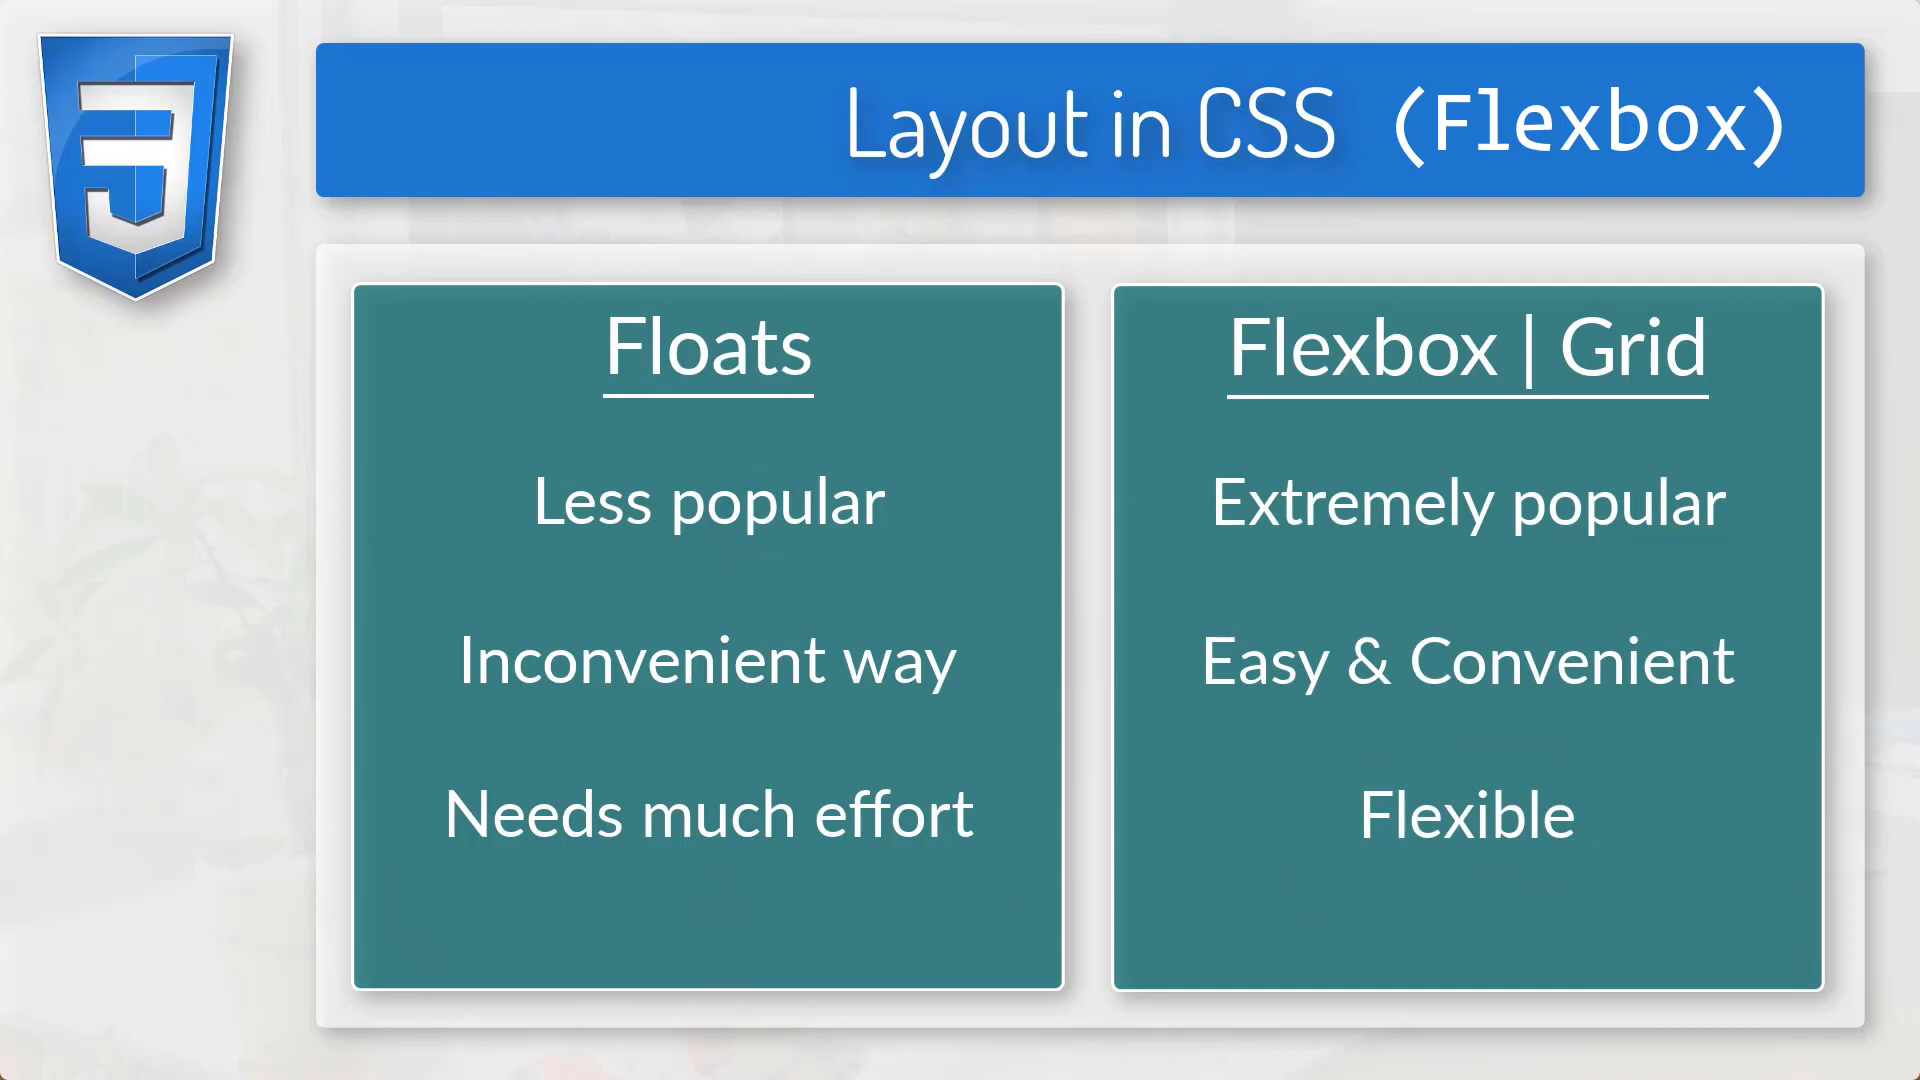 Layout in CSS (Flexbox)
Floats
Less popular
Inconvenient way
Needs much effort
Flexbox | Grid
Extremely popular
Easy & Convenient
Flexible